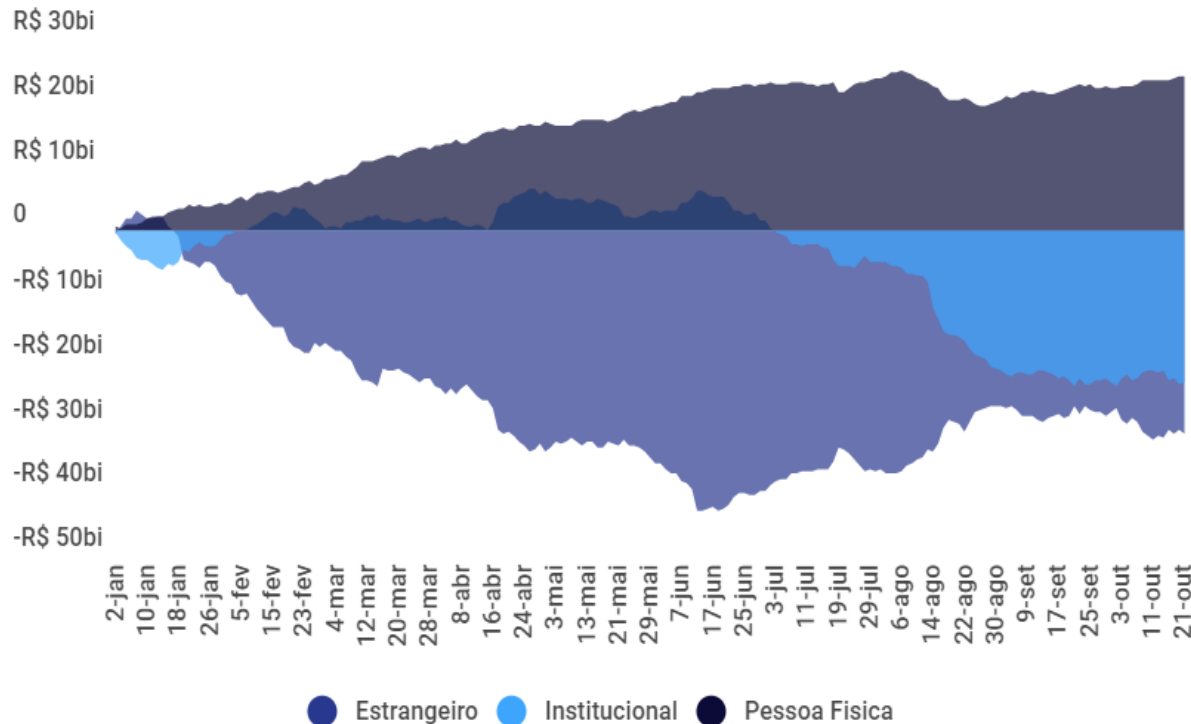 R$ 30bi
R$ 20bi
R$ 10bi
0
-R$ 10bi
-R$ 20bi
-R$ 30bi
-R$ 40bi
-R$ 50bi
2-jan
10-jan
18-jan
26-jan
5-fev
15-fev
23-fev
4-mar
12-mar
20-mar
28-mar
8-abr
16-abr
24-abr
3-mai
13-mai
21-mai
29-mai
7-jun
17-jun
25-jun
3-jul
11-jul
19-jul
29-jul
6-ago
14-ago
22-ago
30-ago
9-set
17-set
25-set
3-out
11-out
21-out
Estrangeiro Institucional Pessoa Fisica